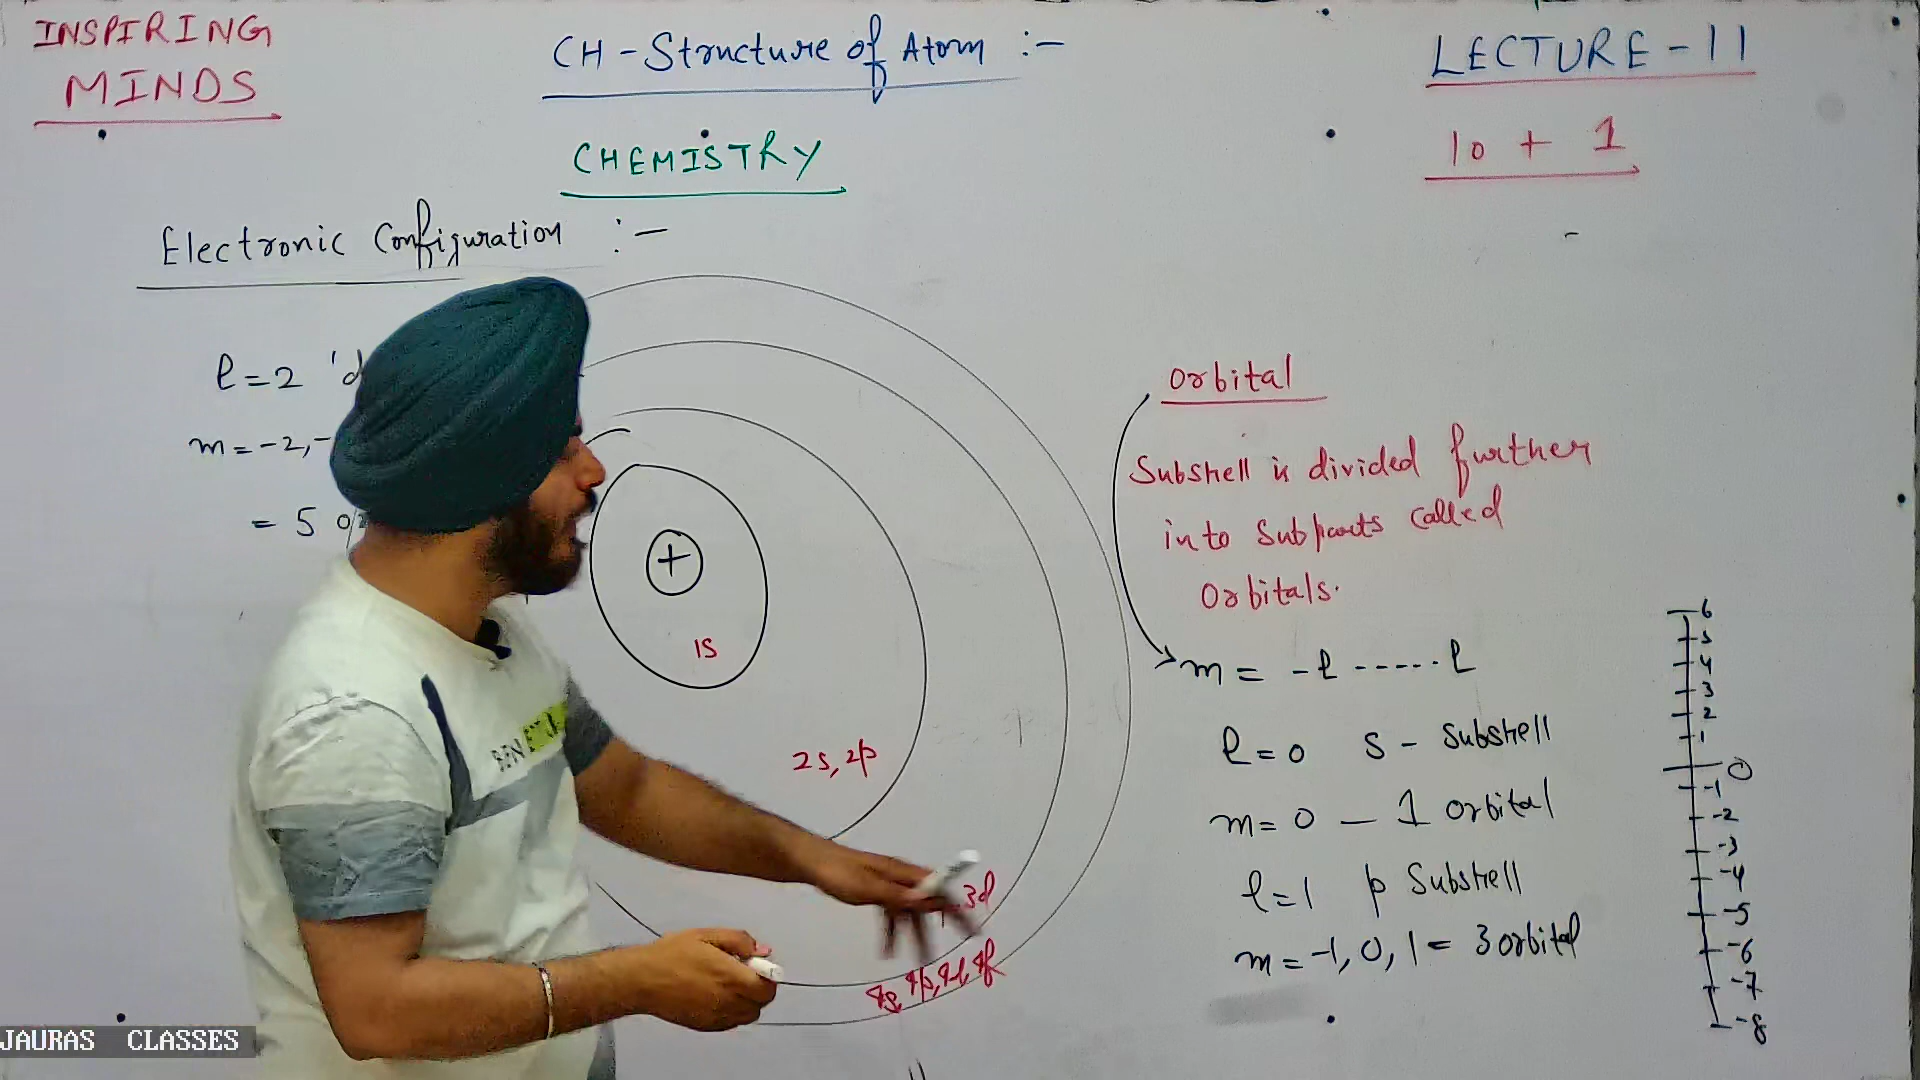 INSPIRING
MINDS
CH - Structure of Atom :-
LECTURE - 11
CHEMISTRY
10 + 1
Electronic Configuration :-
l = 2 'd
m = -2, -
= 5
+
1s
2s, 2p
3d
4s, 4p, 4d, 4f
Orbital
Subshell is divided further
into Subparts called
Orbitals.
m = -l ----- l
l = 0 S - Subshell
m = 0 - 1 orbital
l = 1 p Subshell
m = -1, 0, 1 = 3 orbital
6
5
4
3
2
1
0
-1
-2
-3
-4
-5
-6
-7
-8
BEN
JAURAS CLASSES